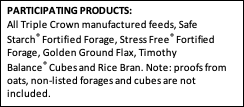 PARTICIPATING PRODUCTS:
All Triple Crown manufactured feeds, Safe
Starch® Fortified Forage, Stress Free® Fortified
Forage, Golden Ground Flax, Timothy
Balance® Cubes and Rice Bran. Note: proofs from
oats, non-listed forages and cubes are not
included.